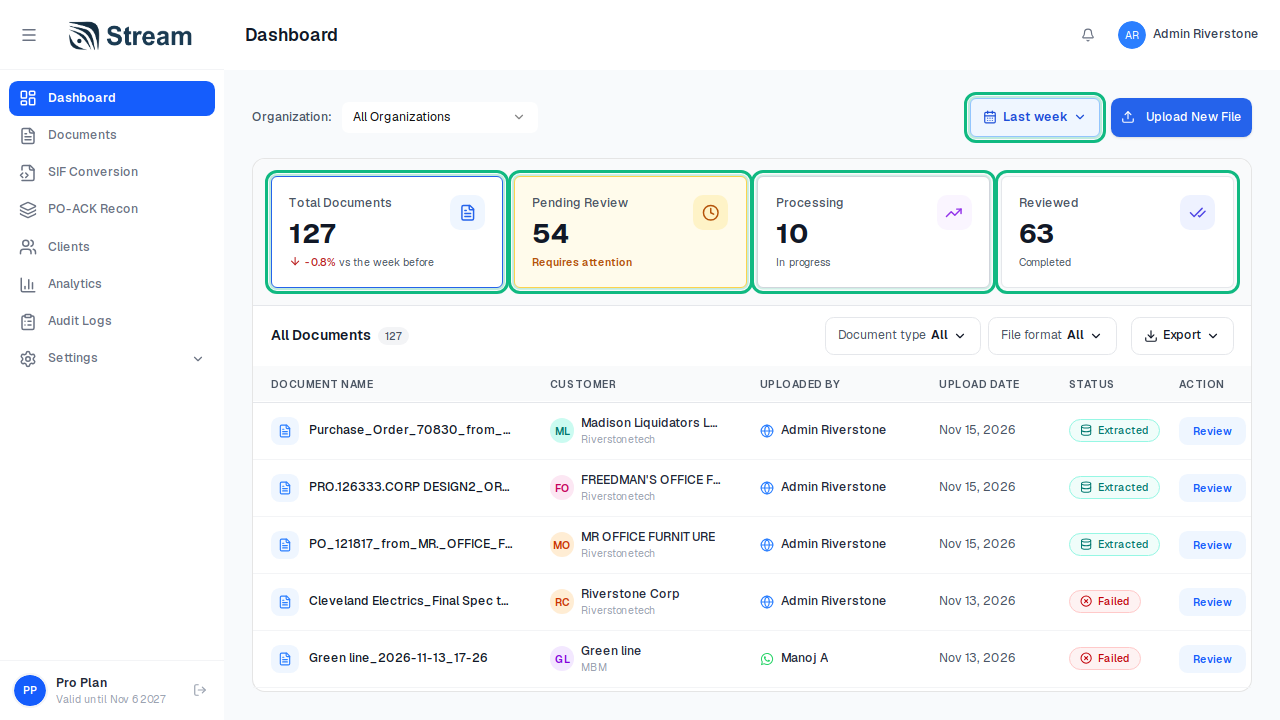 Stream
Dashboard
AR
Admin Riverstone
Dashboard
Documents
SIF Conversion
PO-ACK Recon
Clients
Analytics
Audit Logs
Settings
Organization:
All Organizations
Last week
Upload New File
Total Documents
127
-0.8% vs the week before
Pending Review
54
Requires attention
Processing
10
In progress
Reviewed
63
Completed
All Documents 127
Document type All
File format All
Export
DOCUMENT NAME CUSTOMER UPLOADED BY UPLOAD DATE STATUS ACTION
Purchase_Order_70830_from_... ML Madison Liquidators L... Admin Riverstone Nov 15, 2026 Extracted Review
Riverstonetech
PRO.126333.CORP DESIGN2_OR... FO FREEDMAN'S OFFICE F... Admin Riverstone Nov 15, 2026 Extracted Review
Riverstonetech
PO_121817_from_MR._OFFICE_F... MO MR OFFICE FURNITURE Admin Riverstone Nov 15, 2026 Extracted Review
Riverstonetech
Cleveland Electrics_Final Spec t... RC Riverstone Corp Admin Riverstone Nov 13, 2026 Failed Review
Riverstonetech
Green line_2026-11-13_17-26 GL Green line Manoj A Nov 13, 2026 Failed Review
MBM
PP
Pro Plan
Valid until Nov 6 2027